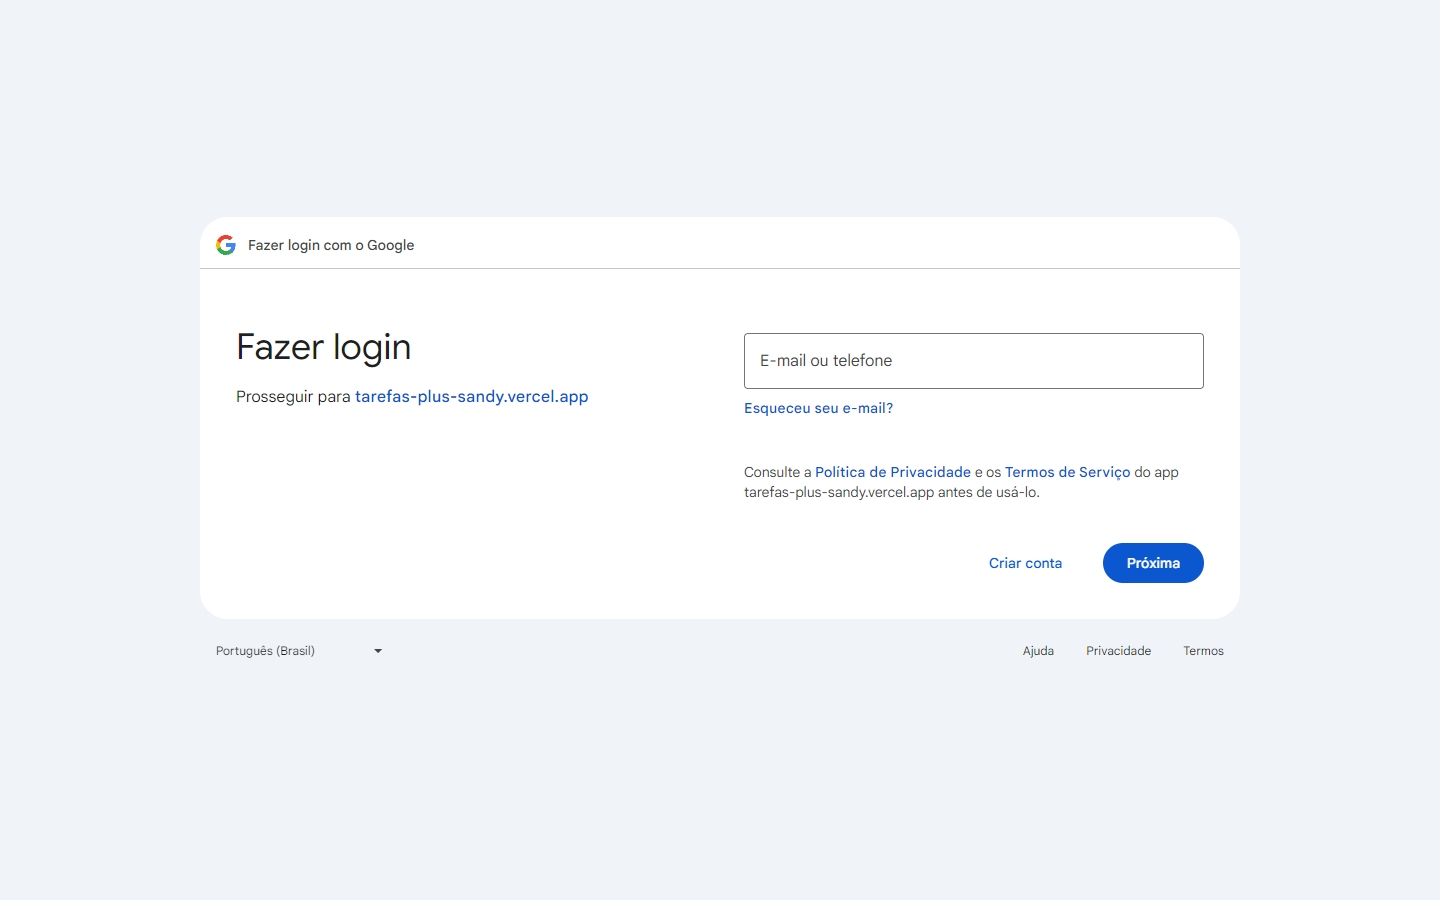 Fazer login com o Google
Fazer login
Prosseguir para tarefas-plus-sandy.vercel.app
E-mail ou telefone
Esqueceu seu e-mail?
Consulte a Política de Privacidade e os Termos de Serviço do app
tarefas-plus-sandy.vercel.app antes de usá-lo.
Criar conta
Próxima
Português (Brasil)
Ajuda
Privacidade
Termos